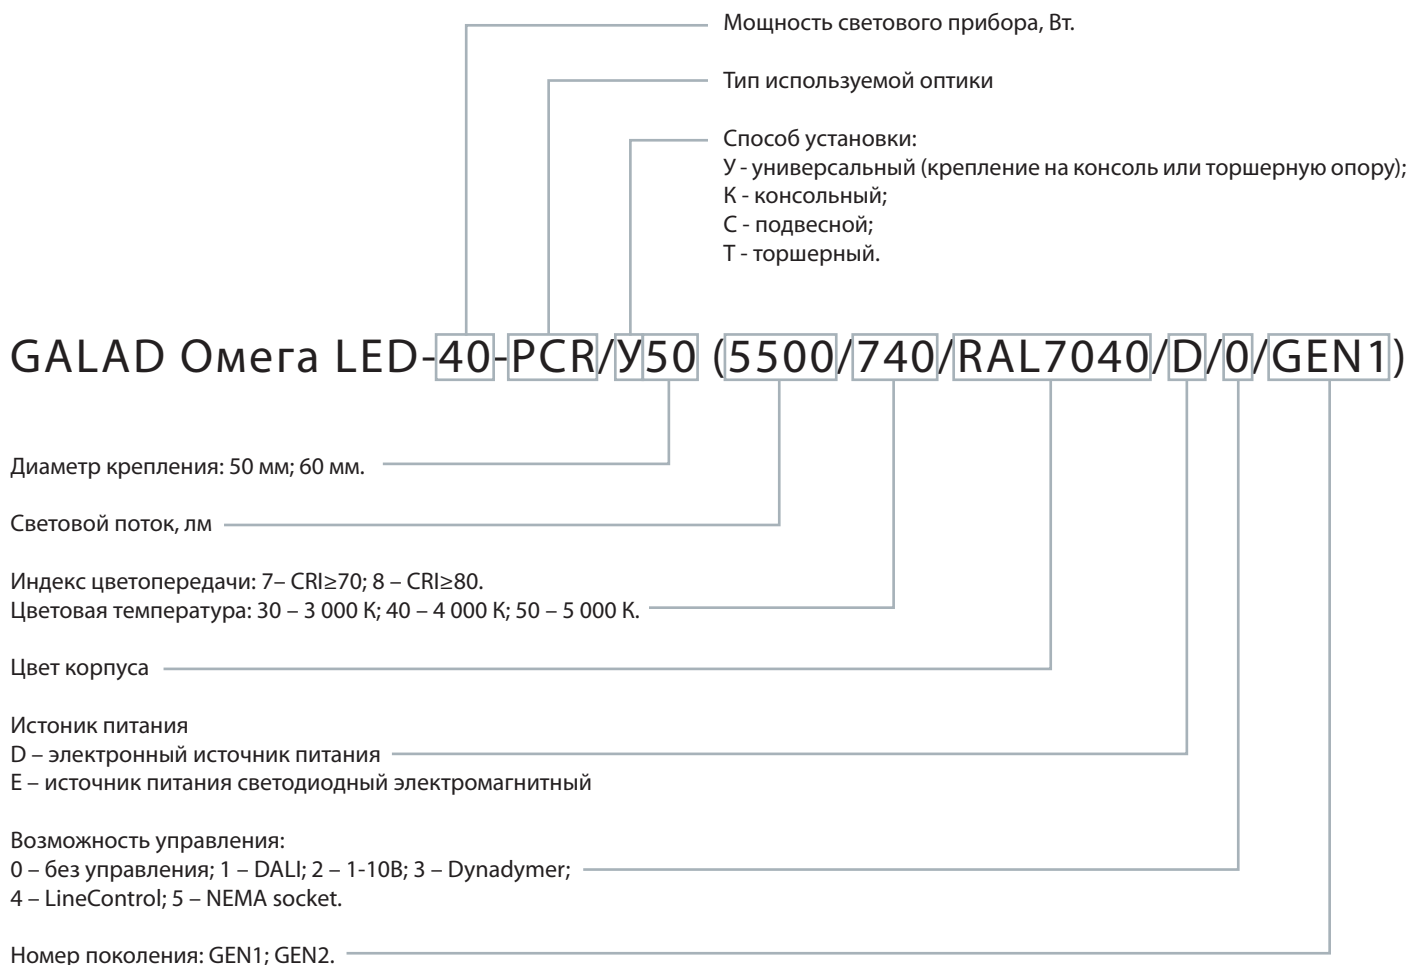 Мощность светового прибора, Вт.
Тип используемой оптики
Способ установки:
У - универсальный (крепление на консоль или торшерную опору);
К - консольный;
С - подвесной;
Т - торшерный.
GALAD Омега LED-40-PCR/У50 (5500/740/RAL7040/D/0/GEN1)
Диаметр крепления: 50 мм; 60 мм.
Световой поток, лм
Индекс цветопередачи: 7– CRI≥70; 8 – CRI≥80.
Цветовая температура: 30 – 3 000 К; 40 – 4 000 К; 50 – 5 000 К.
Цвет корпуса
Истоник питания
D – электронный источник питания
E – источник питания светодиодный электромагнитный
Возможность управления:
0 – без управления; 1 – DALI; 2 – 1-10В; 3 – Dynadymer;
4 – LineControl; 5 – NEMA socket.
Номер поколения: GEN1; GEN2.